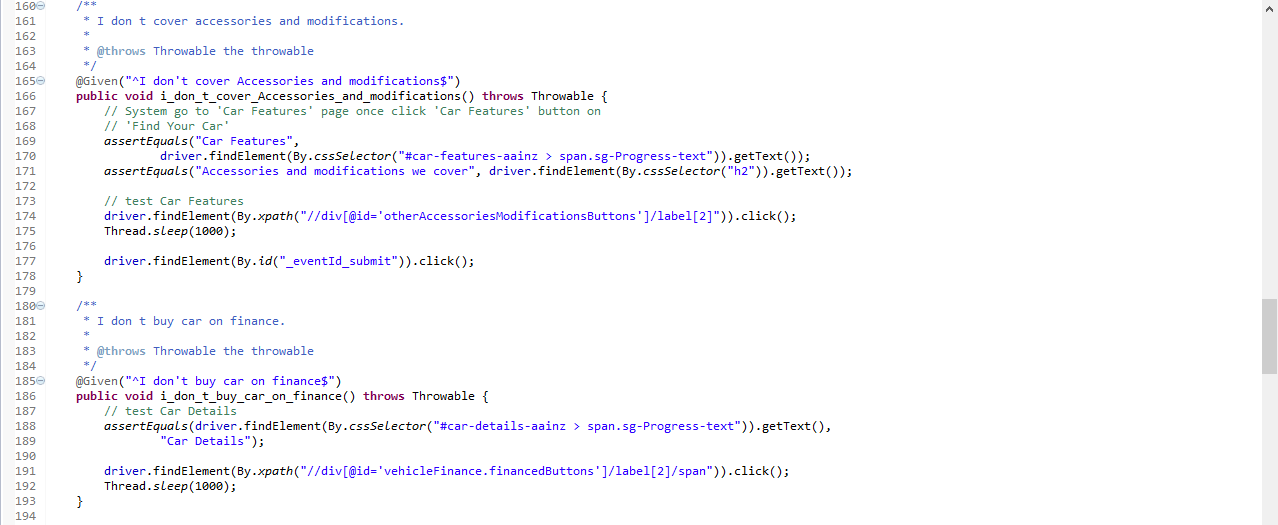 160 /**
161 * I don t cover accessories and modifications.
162 *
163 * @throws Throwable the throwable
164 */
165 @Given("^I don't cover Accessories and modifications$")
166 public void i_don_t_cover_Accessories_and_modifications() throws Throwable {
167 // System go to 'Car Features' page once click 'Car Features' button on
168 // 'Find Your Car'
169 assertEquals("Car Features",
170 driver.findElement(By.cssSelector("#car-features-aainz > span.sg-Progress-text")).getText());
171 assertEquals("Accessories and modifications we cover", driver.findElement(By.cssSelector("h2")).getText());
172
173 // test Car Features
174 driver.findElement(By.xpath("//div[@id='otherAccessoriesModificationsButtons']/label[2]")).click();
175 Thread.sleep(1000);
176
177 driver.findElement(By.id("_eventId_submit")).click();
178 }
179
180 /**
181 * I don t buy car on finance.
182 *
183 * @throws Throwable the throwable
184 */
185 @Given("^I don't buy car on finance$")
186 public void i_don_t_buy_car_on_finance() throws Throwable {
187 // test Car Details
188 assertEquals(driver.findElement(By.cssSelector("#car-details-aainz > span.sg-Progress-text")).getText(),
189 "Car Details");
190
191 driver.findElement(By.xpath("//div[@id='vehicleFinance.financedButtons']/label[2]/span")).click();
192 Thread.sleep(1000);
193 }
194